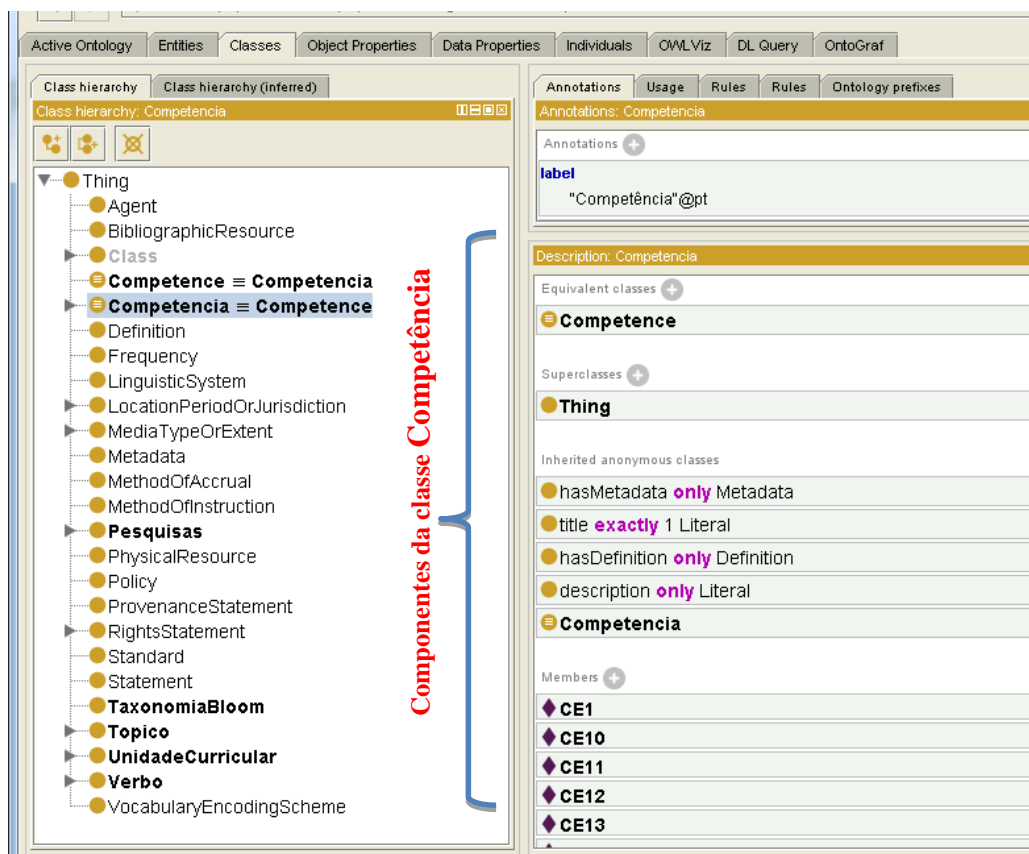 Active Ontology Entities Classes Object Properties Data Properties Individuals OWLViz DL Query OntoGraf
Class hierarchy Class hierarchy (inferred)
Class hierarchy: Competencia
Thing
Agent
BibliographicResource
Class
Competence ≡ Competencia
Competencia ≡ Competence
Definition
Frequency
LinguisticSystem
LocationPeriodOrJurisdiction
MediaTypeOrExtent
Metadata
MethodOfAccrual
MethodOfInstruction
Pesquisas
PhysicalResource
Policy
ProvenanceStatement
RightsStatement
Standard
Statement
TaxonomiaBloom
Topico
UnidadeCurricular
Verbo
VocabularyEncodingScheme
Componentes da classe Competência
Annotations Usage Rules Rules Ontology prefixes
Annotations: Competencia
Annotations
label
"Competência"@pt
Description: Competencia
Equivalent classes
Competence
Superclasses
Thing
Inherited anonymous classes
hasMetadata only Metadata
title exactly 1 Literal
hasDefinition only Definition
description only Literal
Competencia
Members
CE1
CE10
CE11
CE12
CE13